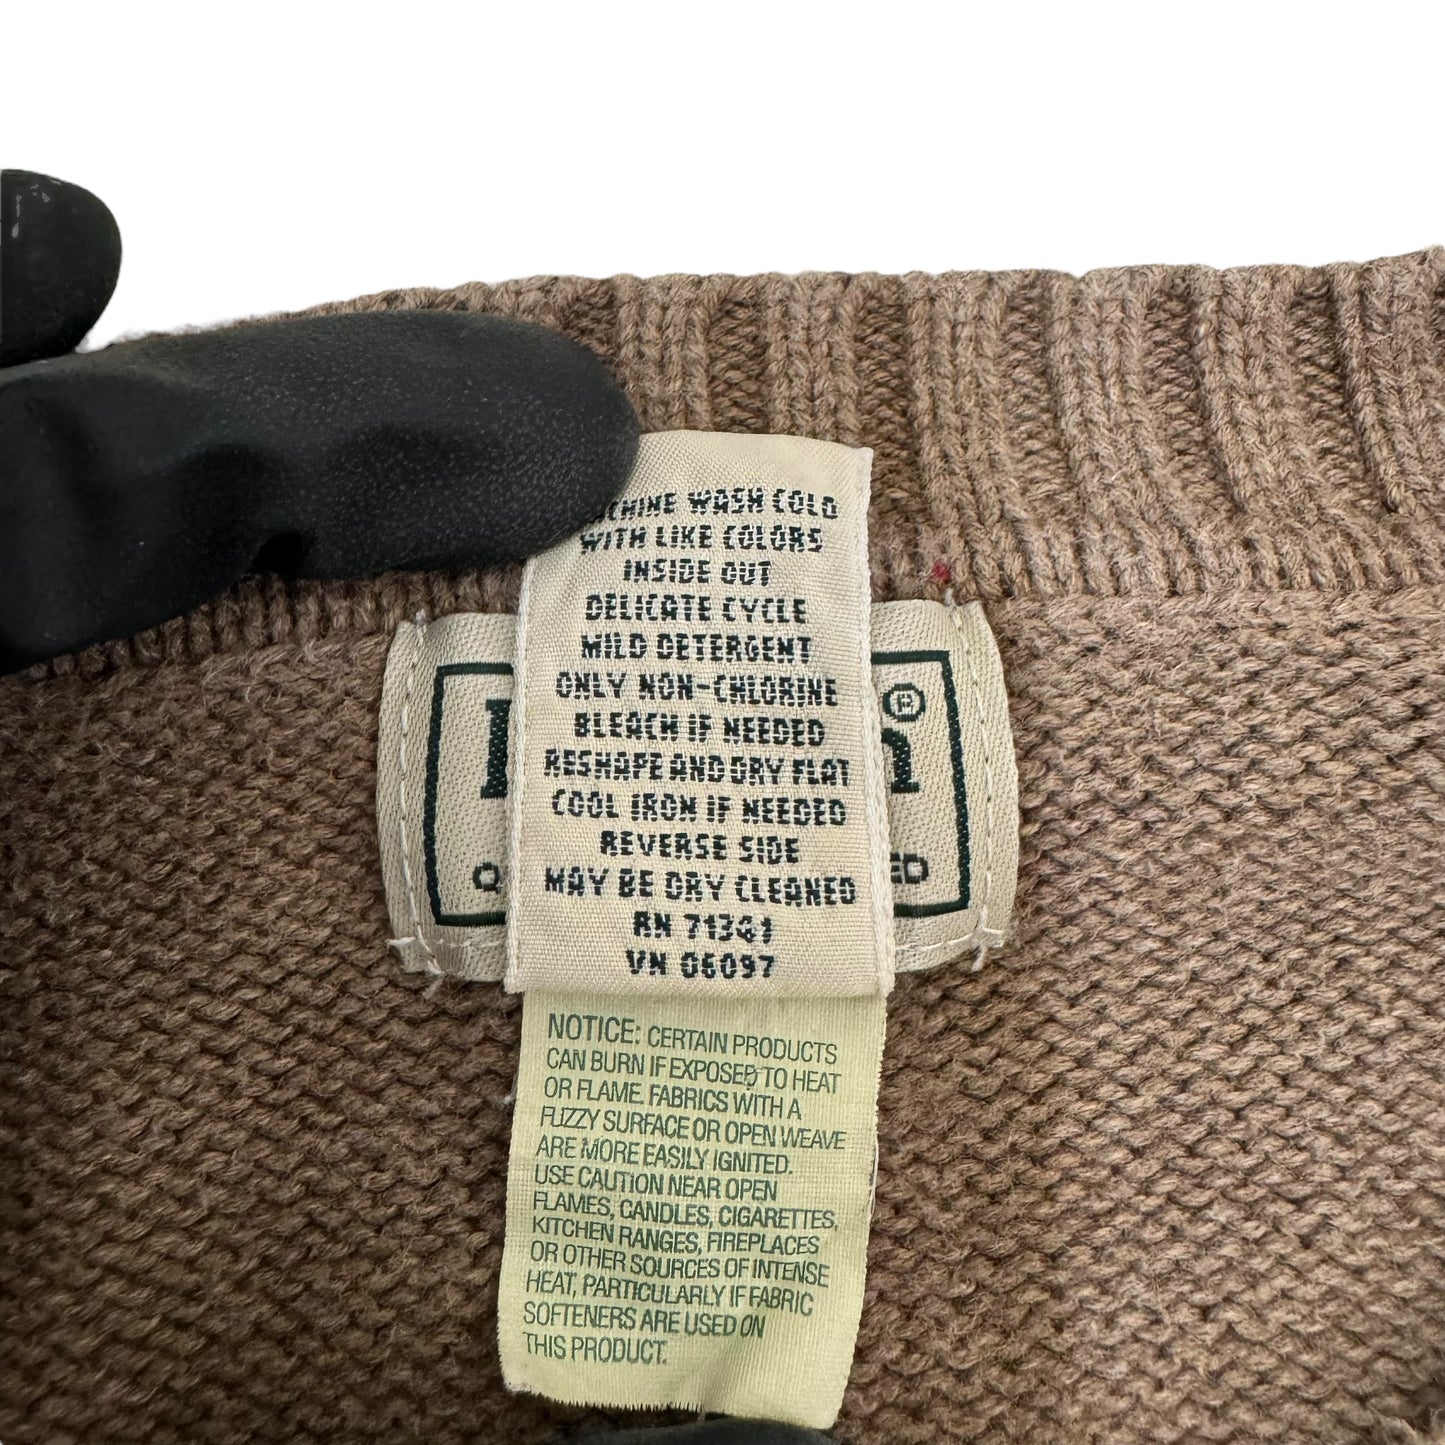 WASH COLD
WITH LIKE COLORS
INSIDE OUT
DELICATE CYCLE
MILD DETERGENT
ONLY NON-CHLORINE
BLEACH IF NEEDED
RESHAPE AND DRY FLAT
COOL IRON IF NEEDED
REVERSE SIDE
MAY BE DRY CLEANED
RN 71341
VN 06097
NOTICE: CERTAIN PRODUCTS
CAN BURN IF EXPOSED TO HEAT
OR FLAME. FABRICS WITH A
FUZZY SURFACE OR OPEN WEAVE
ARE MORE EASILY IGNITED.
USE CAUTION NEAR OPEN
FLAMES, CANDLES, CIGARETTES,
KITCHEN RANGES, FIREPLACES
OR OTHER SOURCES OF INTENSE
HEAT, PARTICULARLY IF FABRIC
SOFTENERS ARE USED ON
THIS PRODUCT.